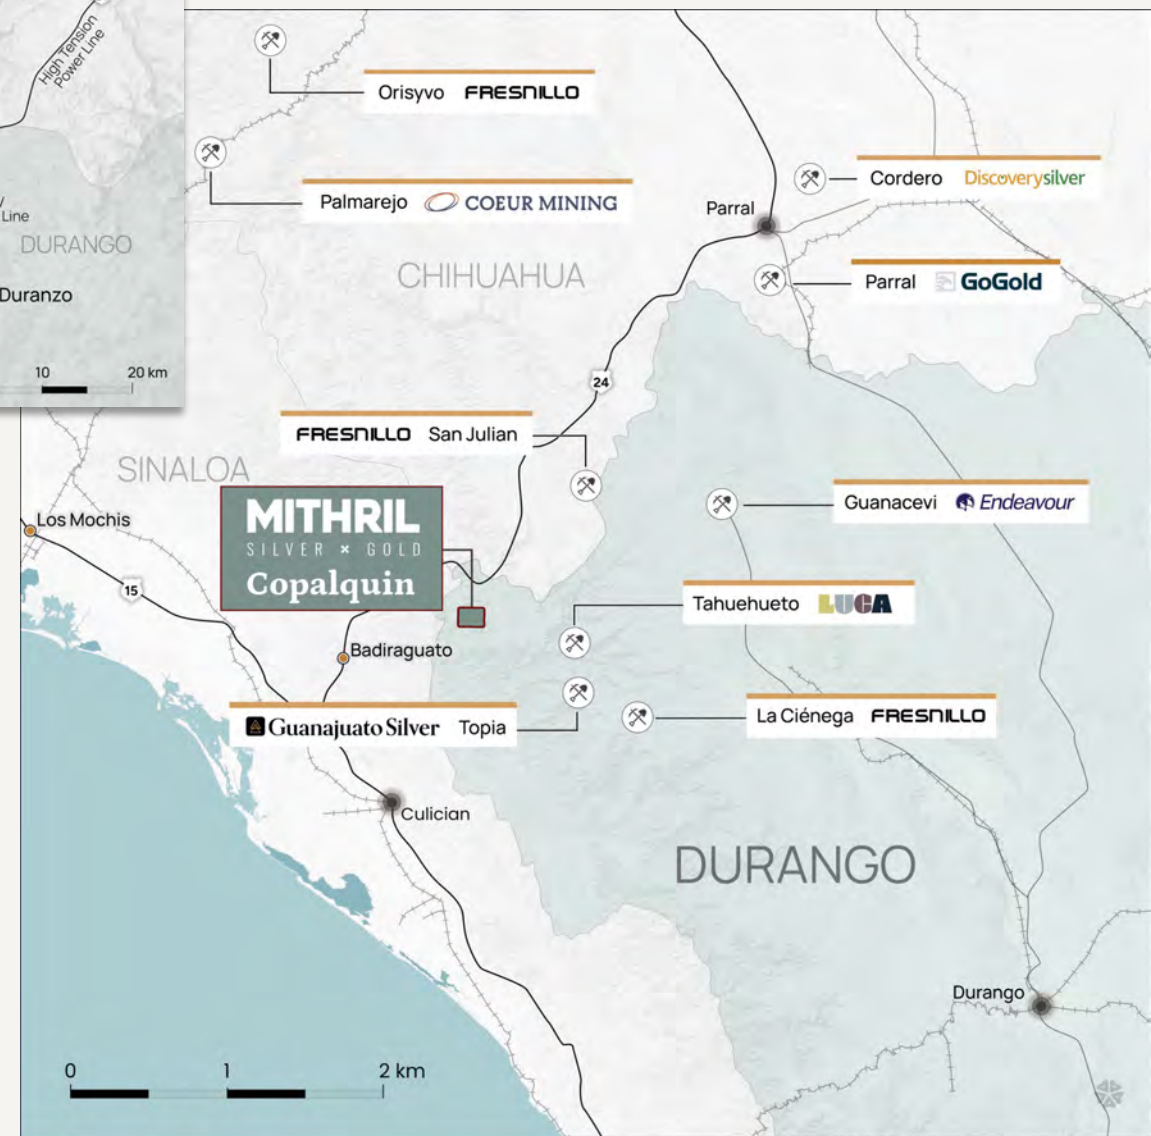 High Tension
Power Line
Line
DURANGO
Duranzo
10 20 km
Orisyvo FRESNILLO
Palmarejo COEUR MINING
Cordero Discoverysilver
Parral
Parral GoGold
CHIHUAHUA
24
FRESNILLO San Julian
SINALOA
Guanacevi Endeavour
MITHRIL
SILVER × GOLD
Copalquin
Los Mochis
15
Tahuehueto LUCA
Badiraguato
Guanajuato Silver Topia
La Ciénega FRESNILLO
Culician
DURANGO
Durango
0 1 2 km